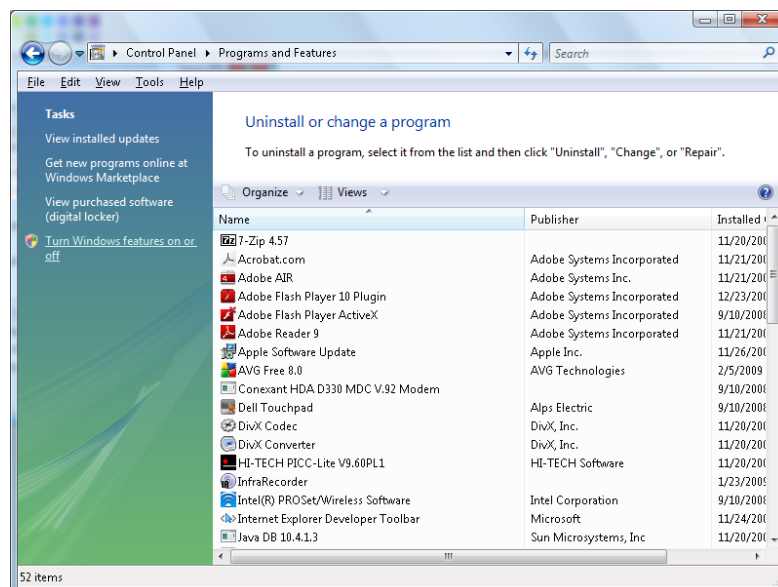 Control Panel Programs and Features Search
File Edit View Tools Help
Tasks
View installed updates
Get new programs online at
Windows Marketplace
View purchased software
(digital locker)
Turn Windows features on or
off
Uninstall or change a program
To uninstall a program, select it from the list and then click "Uninstall", "Change", or "Repair".
Organize Views
Name Publisher Installed
7-Zip 4.57 11/20/200
Acrobat.com Adobe Systems Incorporated 11/21/200
Adobe AIR Adobe Systems Inc. 11/21/200
Adobe Flash Player 10 Plugin Adobe Systems Incorporated 12/23/200
Adobe Flash Player ActiveX Adobe Systems Incorporated 9/10/2008
Adobe Reader 9 Adobe Systems Incorporated 11/21/200
Apple Software Update Apple Inc. 11/26/200
AVG Free 8.0 AVG Technologies 2/5/2009
Conexant HDA D330 MDC V.92 Modem 9/10/2008
Dell Touchpad Alps Electric 9/10/2008
DivX Codec DivX, Inc. 11/20/200
DivX Converter DivX, Inc. 11/20/200
HI-TECH PICC-Lite V9.60PL1 HI-TECH Software 11/20/200
InfraRecorder 1/23/2009
Intel(R) PROSet/Wireless Software Intel Corporation 9/10/2008
Internet Explorer Developer Toolbar Microsoft 11/24/200
Java DB 10.4.1.3 Sun Microsystems, Inc 11/20/200
52 items